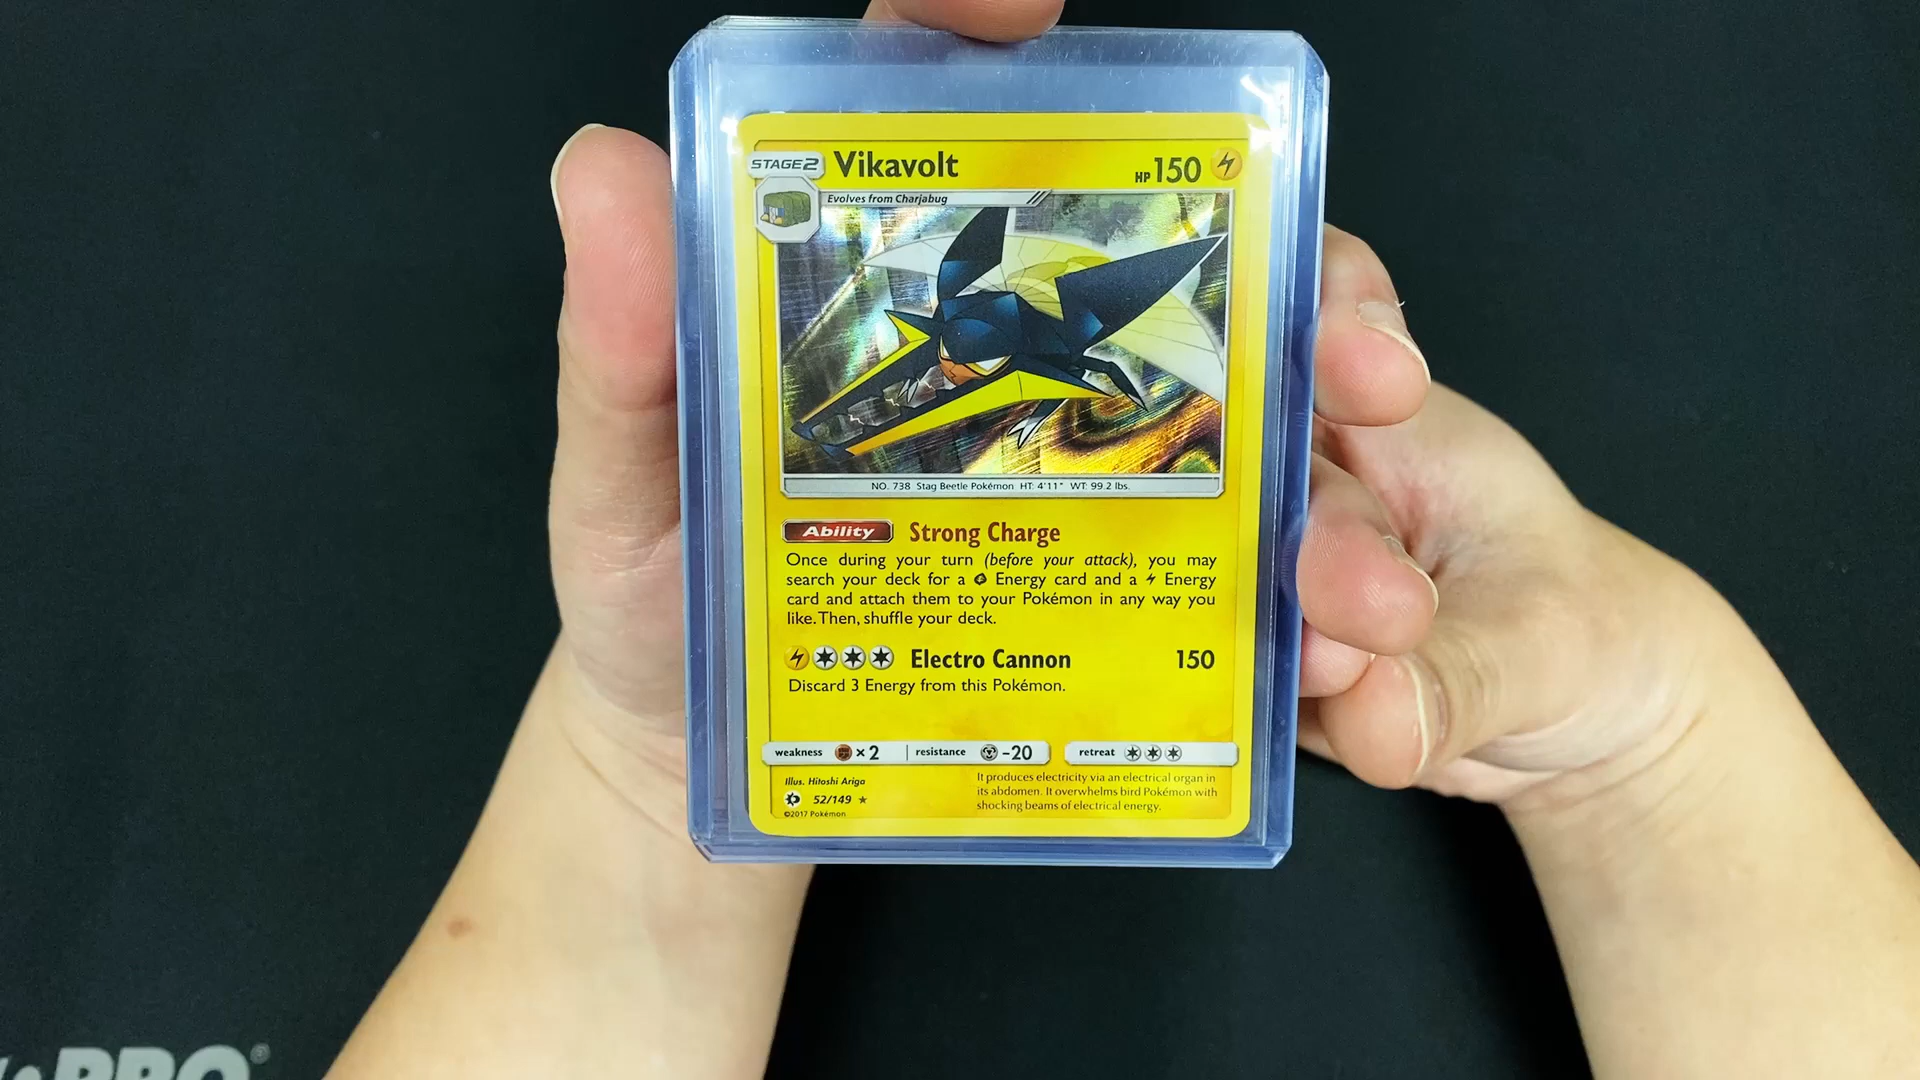 STAGE2 Vikavolt HP 150
Evolves from Charjabug
NO. 738 Stag Beetle Pokémon HT: 4'11" WT: 99.2 lbs.
Ability Strong Charge
Once during your turn (before your attack), you may
search your deck for a Energy card and a Energy
card and attach them to your Pokémon in any way you
like. Then, shuffle your deck.
Electro Cannon 150
Discard 3 Energy from this Pokémon.
weakness ×2 resistance -20 retreat
Illus. Hitoshi Ariga
52/149 ★
©2017 Pokémon
It produces electricity via an electrical organ in
its abdomen. It overwhelms bird Pokémon with
shocking beams of electrical energy.
PRO®